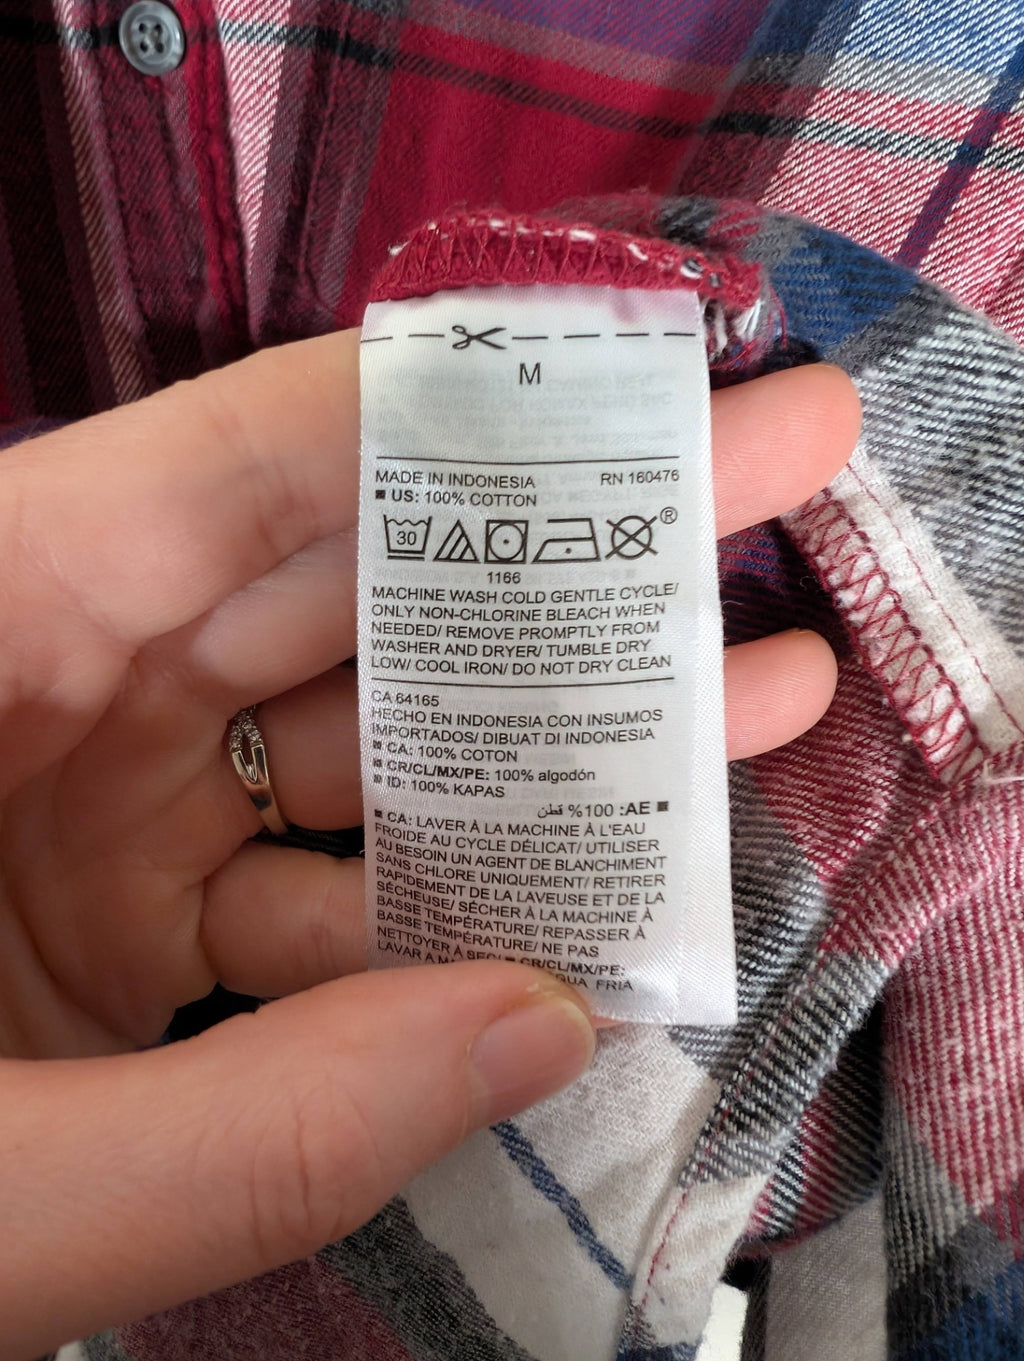 M
MADE IN INDONESIA RN 160476
■ US: 100% COTTON
30 ®
1166
MACHINE WASH COLD GENTLE CYCLE/
ONLY NON-CHLORINE BLEACH WHEN
NEEDED/ REMOVE PROMPTLY FROM
WASHER AND DRYER/ TUMBLE DRY
LOW/ COOL IRON/ DO NOT DRY CLEAN
CA 64165
HECHO EN INDONESIA CON INSUMOS
IMPORTADOS/ DIBUAT DI INDONESIA
■ CA: 100% COTON
■ CR/CL/MX/PE: 100% algodón
■ ID: 100% KAPAS
■ AE: 100% قطن
■ CA: LAVER À LA MACHINE À L'EAU
FROIDE AU CYCLE DÉLICAT/ UTILISER
AU BESOIN UN AGENT DE BLANCHIMENT
SANS CHLORE UNIQUEMENT/ RETIRER
RAPIDEMENT DE LA LAVEUSE ET DE LA
SÉCHEUSE/ SÉCHER À LA MACHINE À
BASSE TEMPÉRATURE/ REPASSER À
BASSE TEMPÉRATURE/ NE PAS
NETTOYER À SEC/ ■ CR/CL/MX/PE:
LAVAR A FRIA